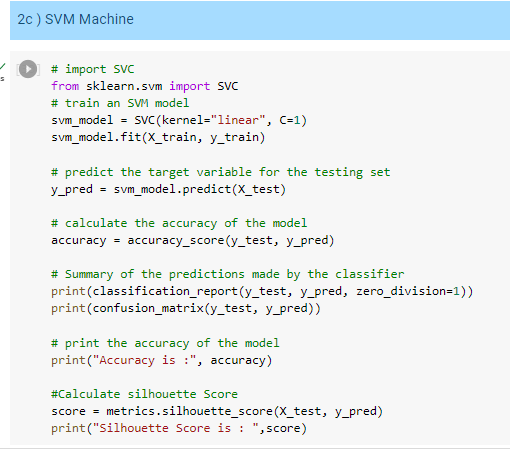 2c ) SVM Machine
# import SVC
from sklearn.svm import SVC
# train an SVM model
svm_model = SVC(kernel="linear", C=1)
svm_model.fit(X_train, y_train)
# predict the target variable for the testing set
y_pred = svm_model.predict(X_test)
# calculate the accuracy of the model
accuracy = accuracy_score(y_test, y_pred)
# Summary of the predictions made by the classifier
print(classification_report(y_test, y_pred, zero_division=1))
print(confusion_matrix(y_test, y_pred))
# print the accuracy of the model
print("Accuracy is :", accuracy)
#Calculate silhouette Score
score = metrics.silhouette_score(X_test, y_pred)
print("Silhouette Score is : ",score)